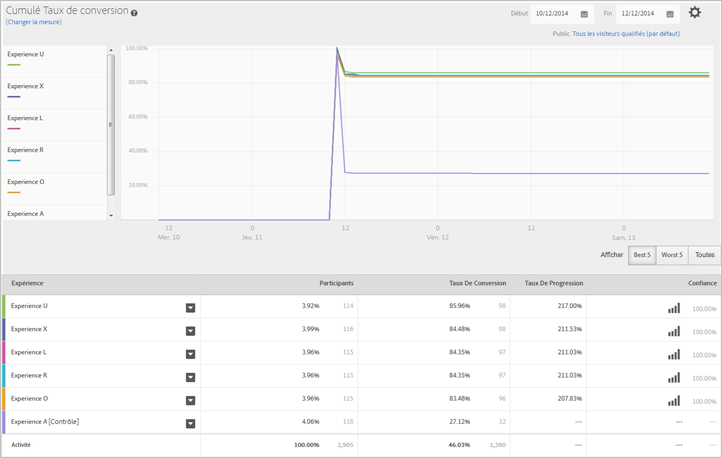 Cumulé Taux de conversion ?
(Changer la mesure)
Début 10/12/2014 Fin 12/12/2014
Public Tous les visiteurs qualifiés (par défaut)
Experience U
Experience X
Experience L
Experience R
Experience O
Experience A
100.00%
80.00%
60.00%
40.00%
20.00%
12 0 12 0 12 0
Mer. 10 Jeu. 11 Ven. 12 Sam. 13
Afficher Best 5 Worst 5 Toutes
Expérience Participants Taux De Conversion Taux De Progression Confiance
Experience U 3.92% 114 85.96% 98 217.00% 100.00%
Experience X 3.99% 116 84.48% 98 211.53% 100.00%
Experience L 3.96% 115 84.35% 97 211.03% 100.00%
Experience R 3.96% 115 84.35% 97 211.03% 100.00%
Experience O 3.96% 115 83.48% 96 207.83% 100.00%
Experience A [Contrôle] 4.06% 118 27.12% 32 --- --- ---
Activité 100.00% 2,905 46.03% 1,380 --- --- ---